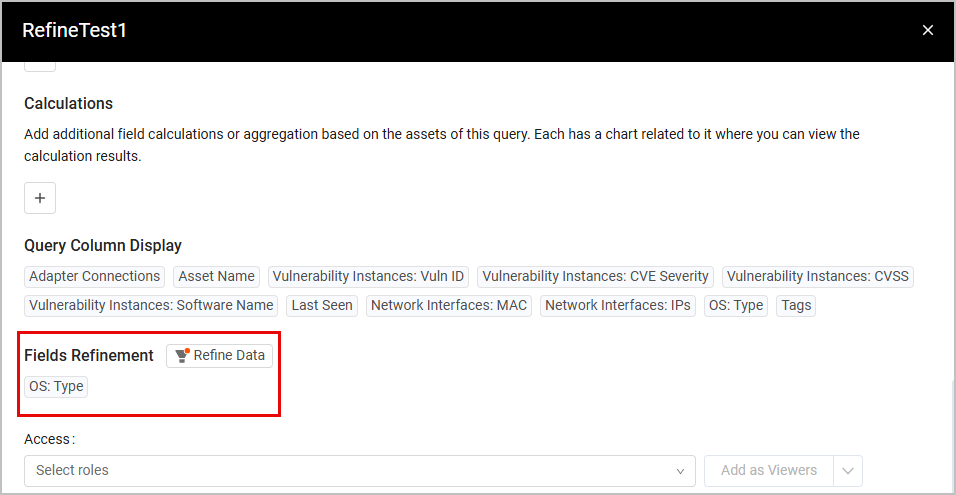 RefineTest1
Calculations
Add additional field calculations or aggregation based on the assets of this query. Each has a chart related to it where you can view the
calculation results.
Query Column Display
Adapter Connections Asset Name Vulnerability Instances: Vuln ID Vulnerability Instances: CVE Severity Vulnerability Instances: CVSS
Vulnerability Instances: Software Name Last Seen Network Interfaces: MAC Network Interfaces: IPs OS: Type Tags
Fields Refinement Refine Data
OS: Type
Access:
Select roles Add as Viewers